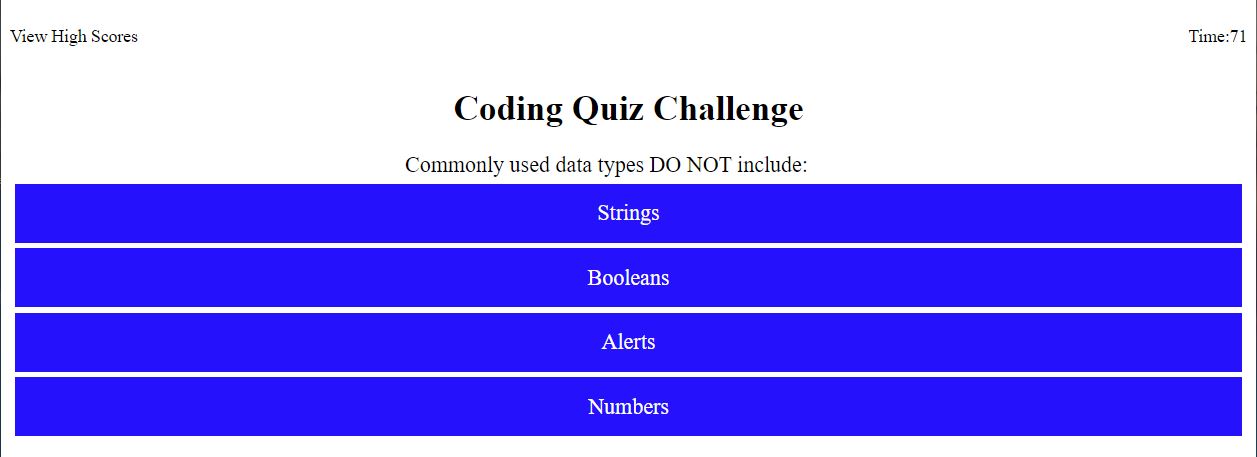 View High Scores
Time:71
Coding Quiz Challenge
Commonly used data types DO NOT include:
Strings
Booleans
Alerts
Numbers